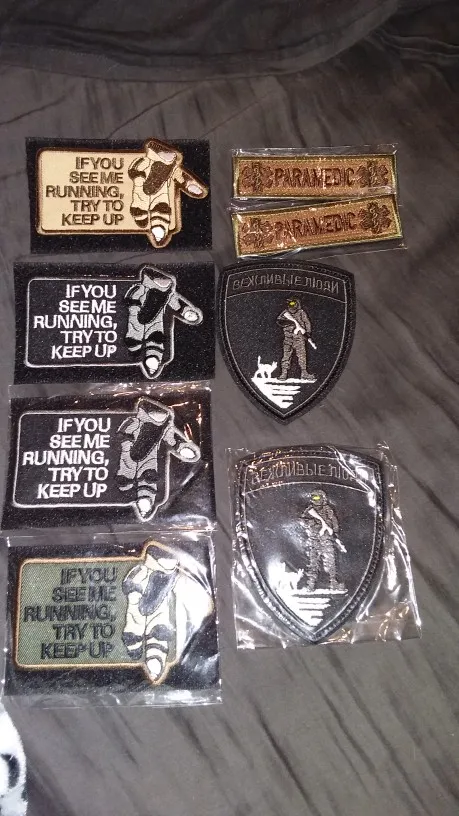 IF YOU
SEE ME
RUNNING,
TRY TO
KEEP UP
IF YOU
SEE ME
RUNNING,
TRY TO
KEEP UP
IF YOU
SEE ME
RUNNING,
TRY TO
KEEP UP
IF YOU
SEE ME
RUNNING,
TRY TO
KEEP UP
PARAMEDIC
PARAMEDIC
ВЕЖЛИВЫЕ ЛЮДИ
ВЕЖЛИВЫЕ ЛЮДИ